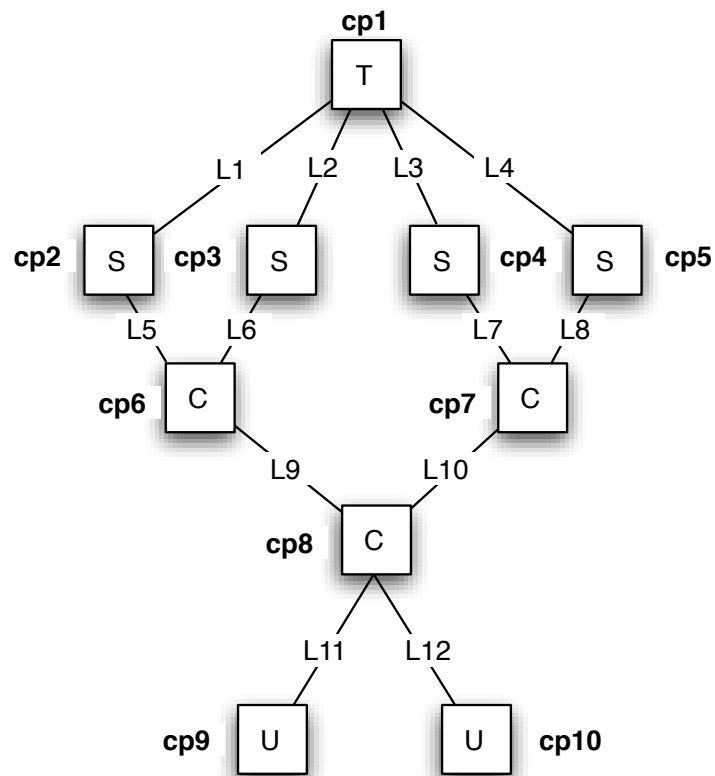 cp1
T
L1 L2 L3 L4
cp2 S cp3 S S cp4 S cp5
L5 L6 L7 L8
cp6 C cp7 C
L9 L10
cp8 C
L11 L12
cp9 U U cp10